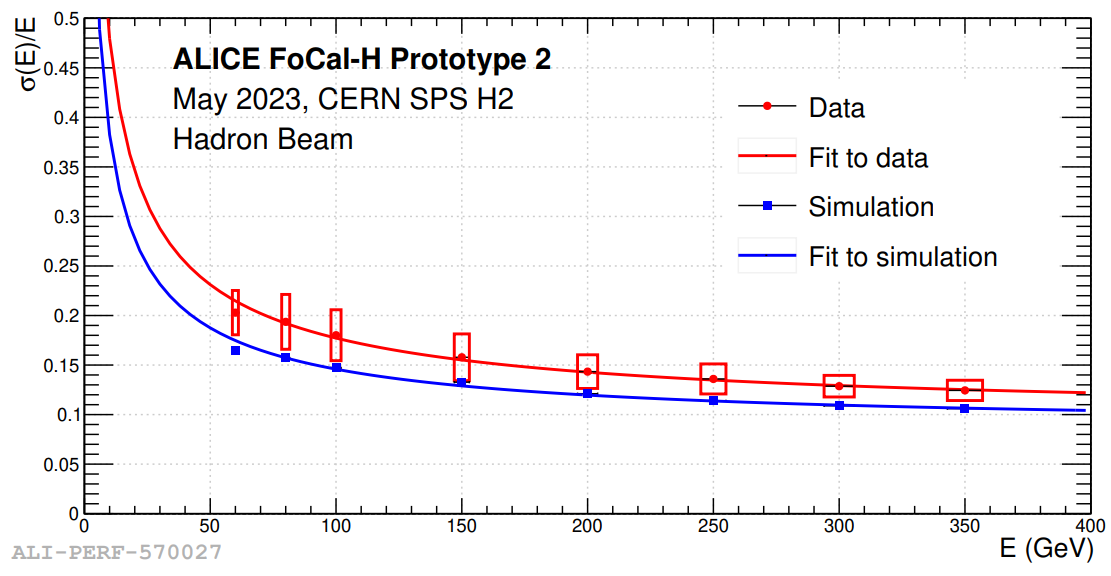 σ(E)/E
0.5
0.45
0.4
0.35
0.3
0.25
0.2
0.15
0.1
0.05
0
ALICE FoCal-H Prototype 2
May 2023, CERN SPS H2
Hadron Beam
Data
Fit to data
Simulation
Fit to simulation
0 50 100 150 200 250 300 350 400
E (GeV)
ALI-PERF-570027